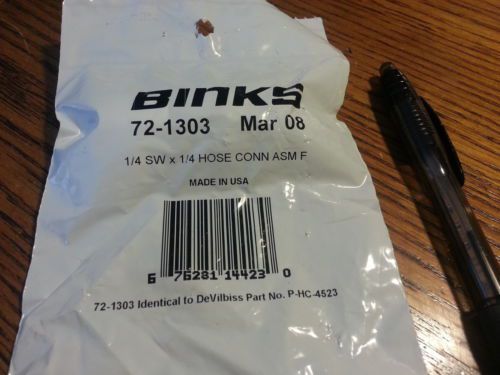 BINKS
72-1303 Mar 08
1/4 SW x 1/4 HOSE CONN ASM F
MADE IN USA
6 76281 14423 0
72-1303 Identical to DeVilbiss Part No. P-HC-4523